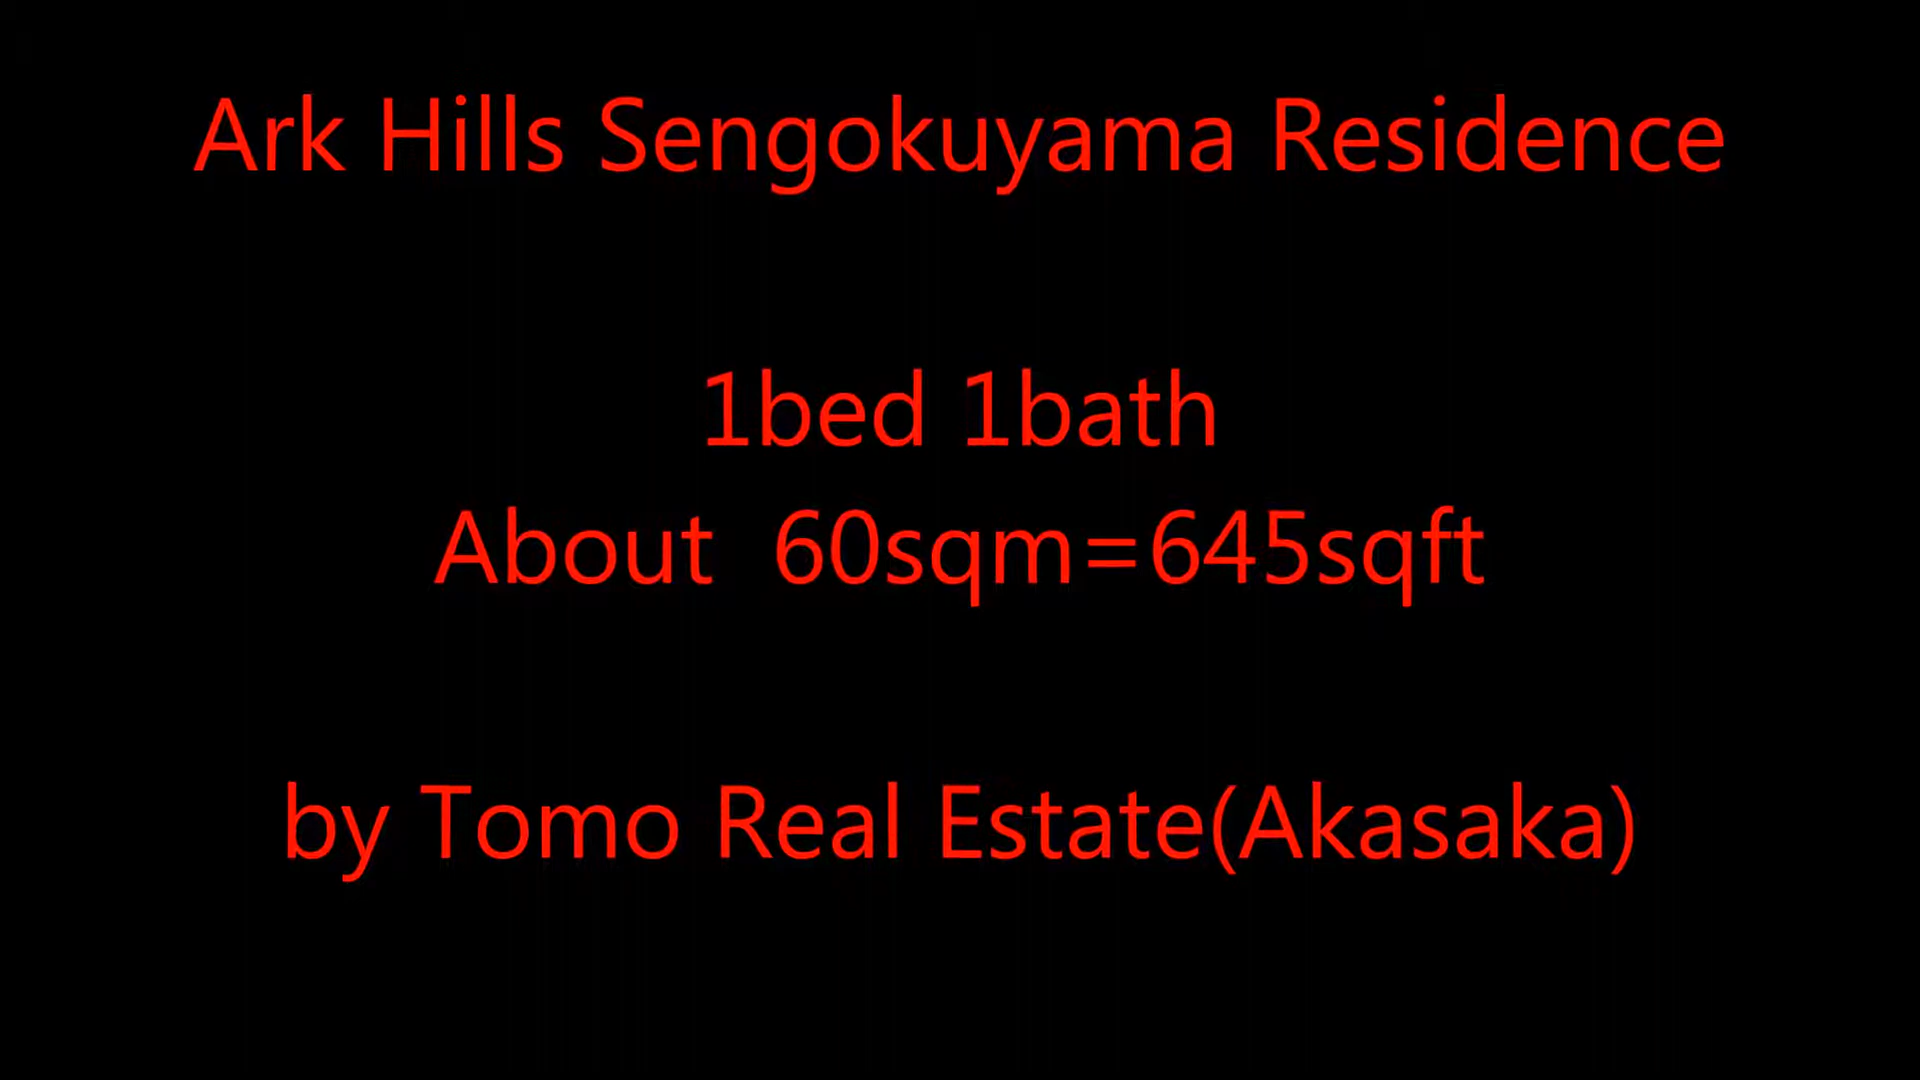 Ark Hills Sengokuyama Residence
1bed 1bath
About  60sqm=645sqft
by Tomo Real Estate(Akasaka)